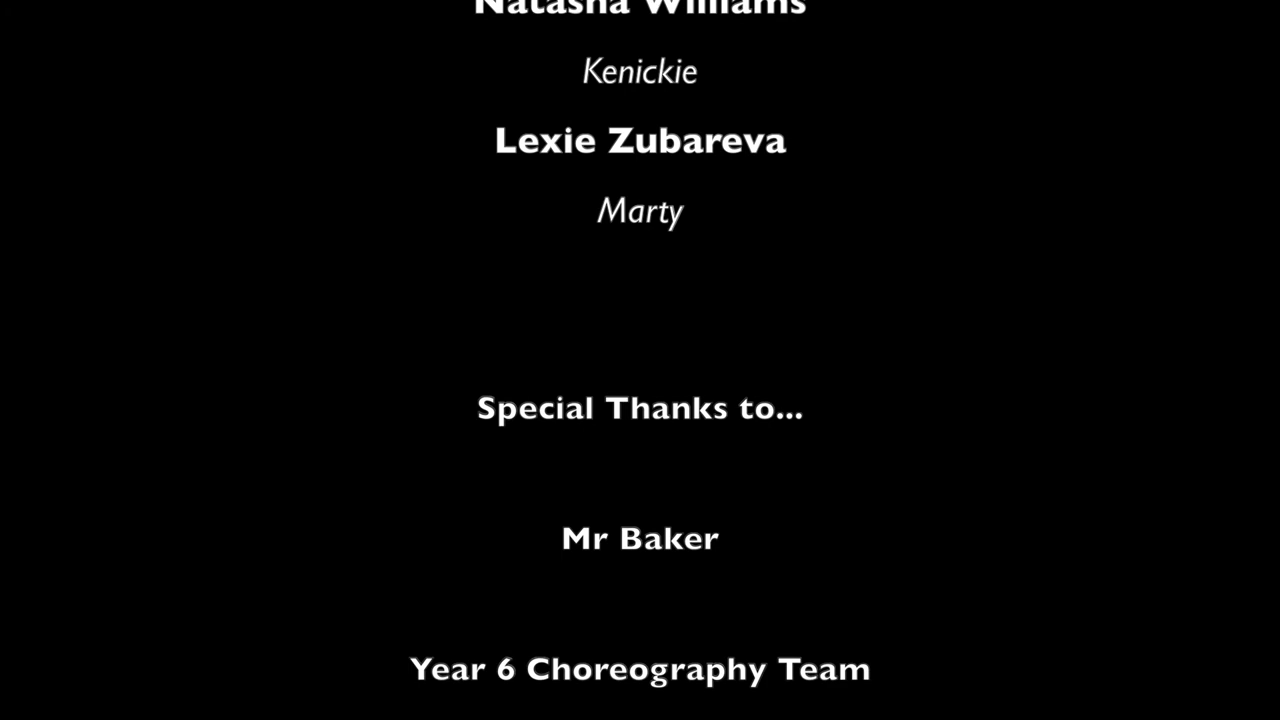 Natasha Williams
Kenickie
Lexie Zubareva
Marty
Special Thanks to...
Mr Baker
Year 6 Choreography Team